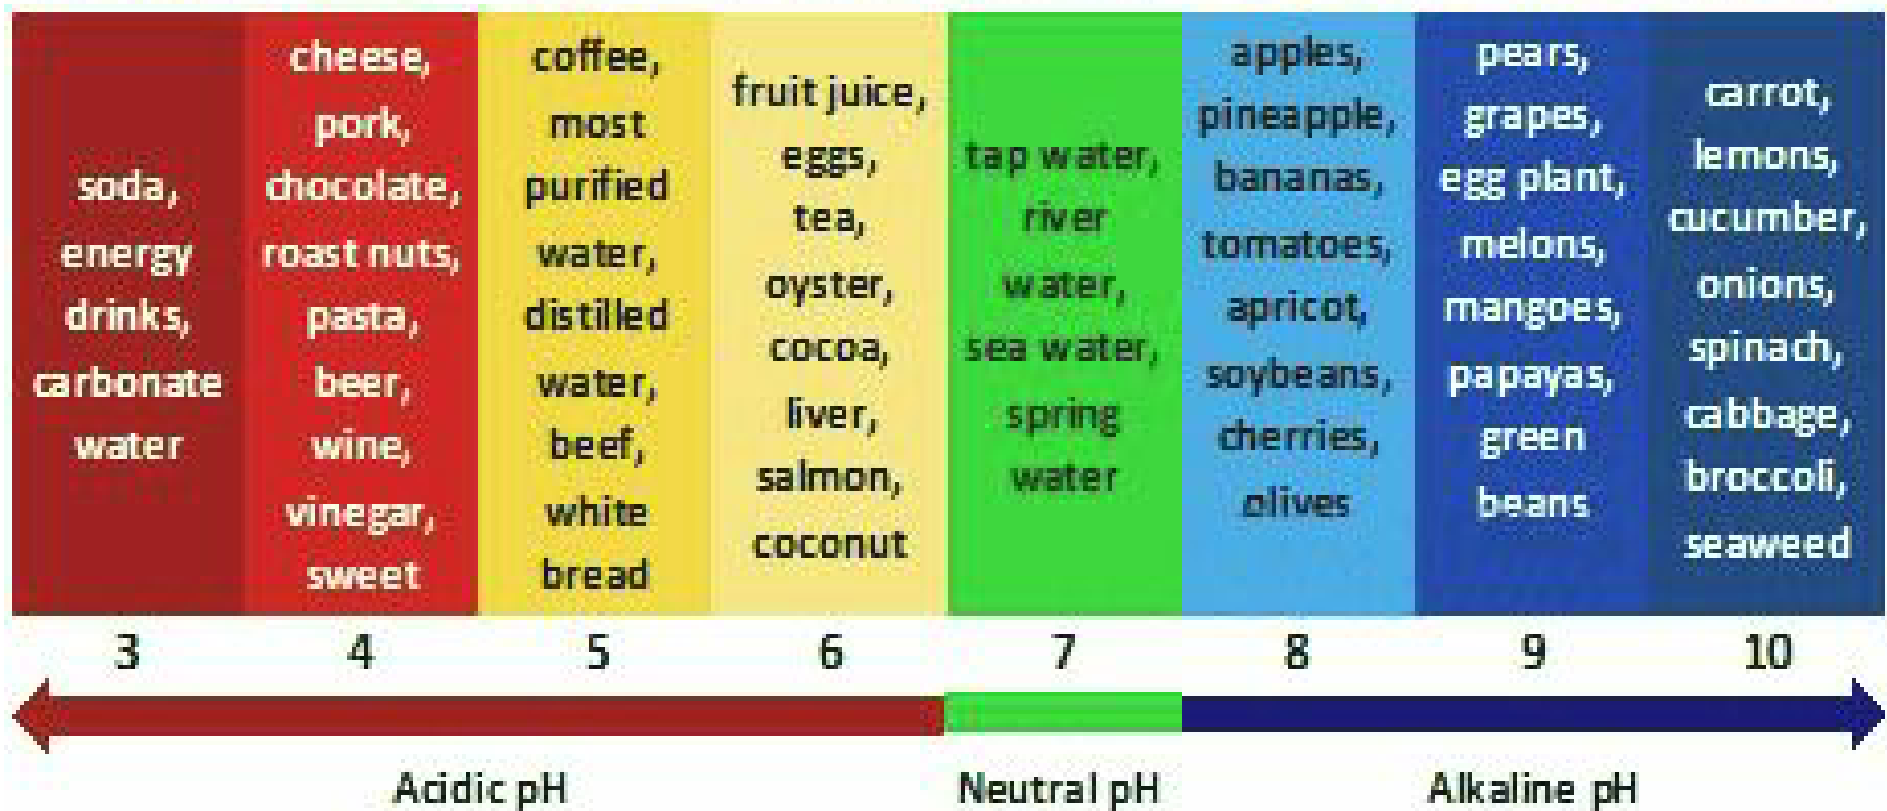 soda,
energy
drinks,
carbonate
water
cheese,
pork,
chocolate,
roast nuts,
pasta,
beer,
wine,
vinegar,
sweet
coffee,
most
purified
water,
distilled
water,
beef,
white
bread
fruit juice,
eggs,
tea,
oyster,
cocoa,
liver,
salmon,
coconut
tap water,
river
water,
sea water,
spring
water
apples,
pineapple,
bananas,
tomatoes,
apricot,
soybeans,
cherries,
olives
pears,
grapes,
egg plant,
melons,
mangoes,
papayas,
green
beans
carrot,
lemons,
cucumber,
onions,
spinach,
cabbage,
broccoli,
seaweed
3 4 5 6 7 8 9 10
Acidic pH Neutral pH Alkaline pH